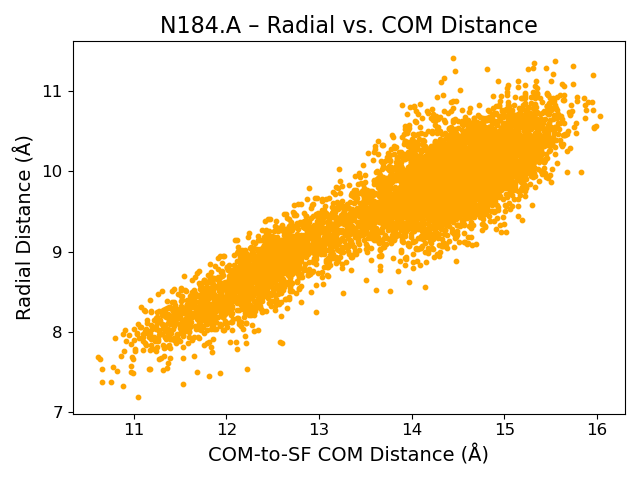 N184.A – Radial vs. COM Distance
Radial Distance (Å)
11
10
9
8
7
11 12 13 14 15 16
COM-to-SF COM Distance (Å)